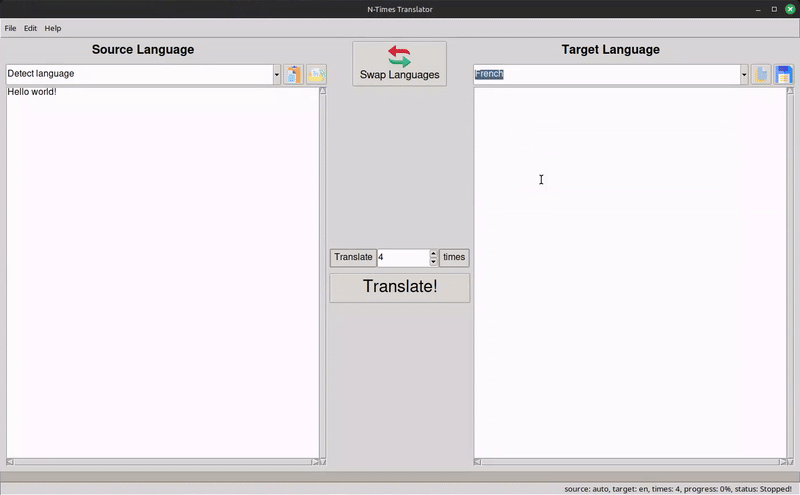 N-Times Translator
File Edit Help
Source Language
Target Language
Swap Languages
Detect language
French
Hello world!
Translate 4 times
Translate!
source: auto, target: en, times: 4, progress: 0%, status: Stopped!